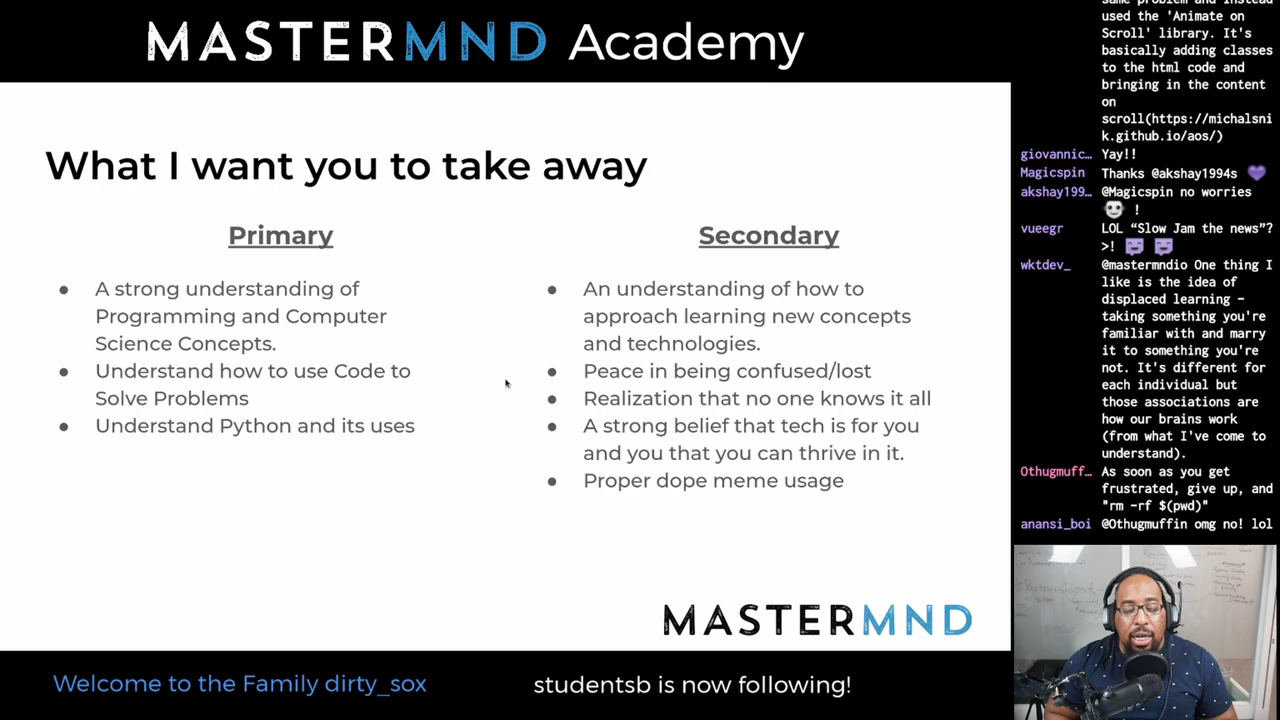 MASTERMND Academy
What I want you to take away
Primary
● A strong understanding of
Programming and Computer
Science Concepts.
● Understand how to use Code to
Solve Problems
● Understand Python and its uses
Secondary
● An understanding of how to
approach learning new concepts
and technologies.
● Peace in being confused/lost
● Realization that no one knows it all
● A strong belief that tech is for you
and you that you can thrive in it.
● Proper dope meme usage
MASTERMND
Welcome to the Family dirty_sox
studentsb is now following!
same problem and instead
used the 'Animate on
Scroll' library. It's
basically adding classes
to the html code and
bringing in the content
on
scroll(https://michalsni
k.github.io/aos/)
giovannic… Yay!!
Magicspin Thanks @akshay1994s
akshay199… @Magicspin no worries
!
vueegr LOL “Slow Jam the news”?
>!
wktdev_ @mastermndio One thing I
like is the idea of
displaced learning -
taking something you're
familiar with and marry
it to something you're
not. It's different for
each individual but
those associations are
how our brains work
(from what I've come to
understand).
Othugmuff… As soon as you get
frustrated, give up, and
"rm -rf $(pwd)"
anansi_boi @Othugmuffin omg no! lol